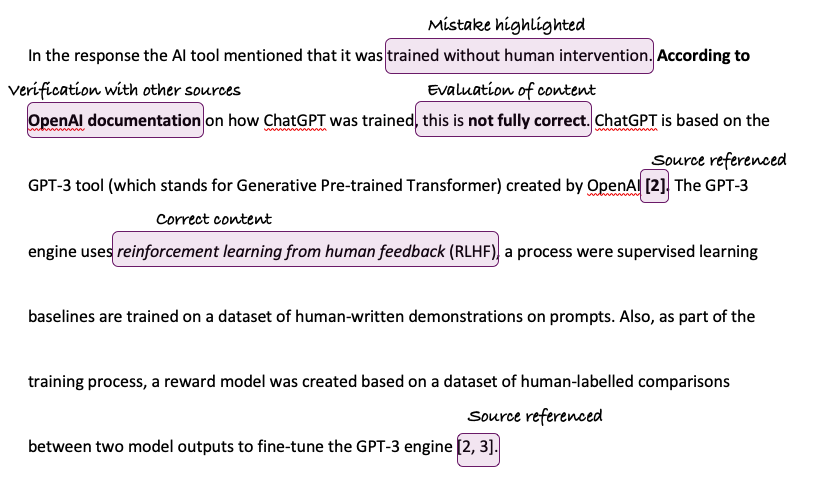 Mistake highlighted
In the response the AI tool mentioned that it was trained without human intervention. According to
Verification with other sources Evaluation of content
OpenAI documentation on how ChatGPT was trained, this is not fully correct. ChatGPT is based on the
Source referenced
GPT-3 tool (which stands for Generative Pre-trained Transformer) created by OpenAI [2]. The GPT-3
Correct content
engine uses reinforcement learning from human feedback (RLHF), a process were supervised learning
baselines are trained on a dataset of human-written demonstrations on prompts. Also, as part of the
training process, a reward model was created based on a dataset of human-labelled comparisons
Source referenced
between two model outputs to fine-tune the GPT-3 engine [2, 3].